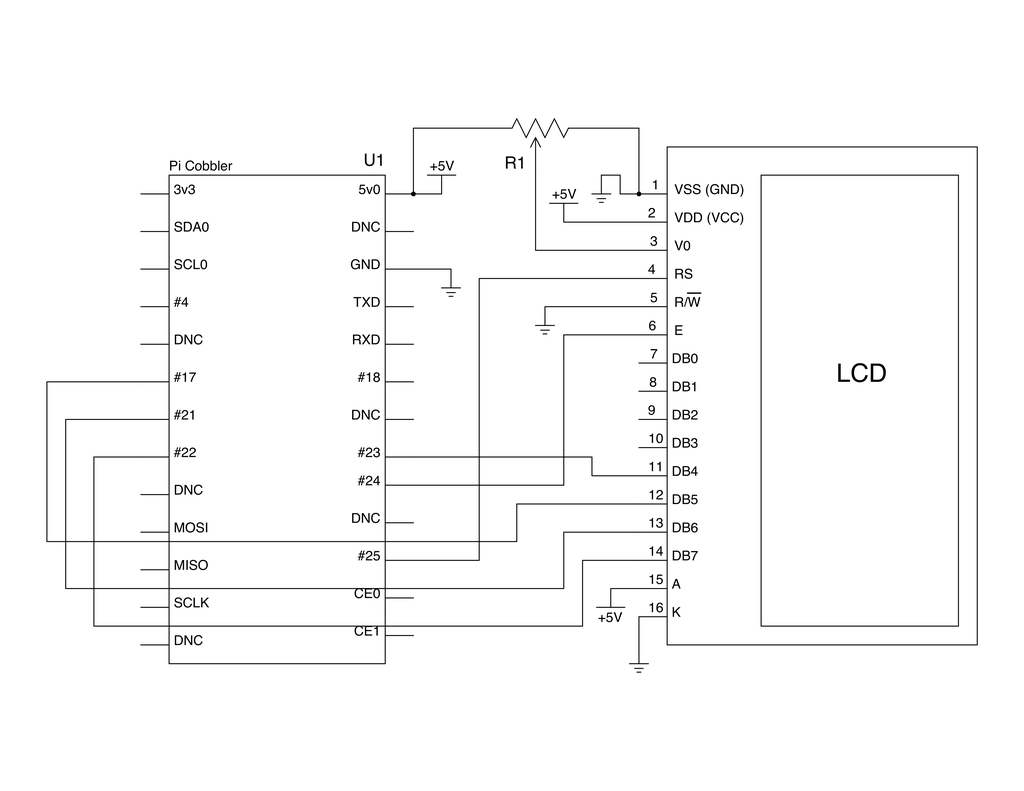 Pi Cobbler
U1
3v3
SDA0
SCL0
#4
DNC
#17
#21
#22
DNC
MOSI
MISO
SCLK
DNC
5v0
DNC
GND
TXD
RXD
#18
DNC
#23
#24
DNC
#25
CE0
CE1
+5V
R1
+5V
1 VSS (GND)
2 VDD (VCC)
3 V0
4 RS
5 R/W̅
6 E
7 DB0
8 DB1
9 DB2
10 DB3
11 DB4
12 DB5
13 DB6
14 DB7
15 A
16 K
+5V
LCD